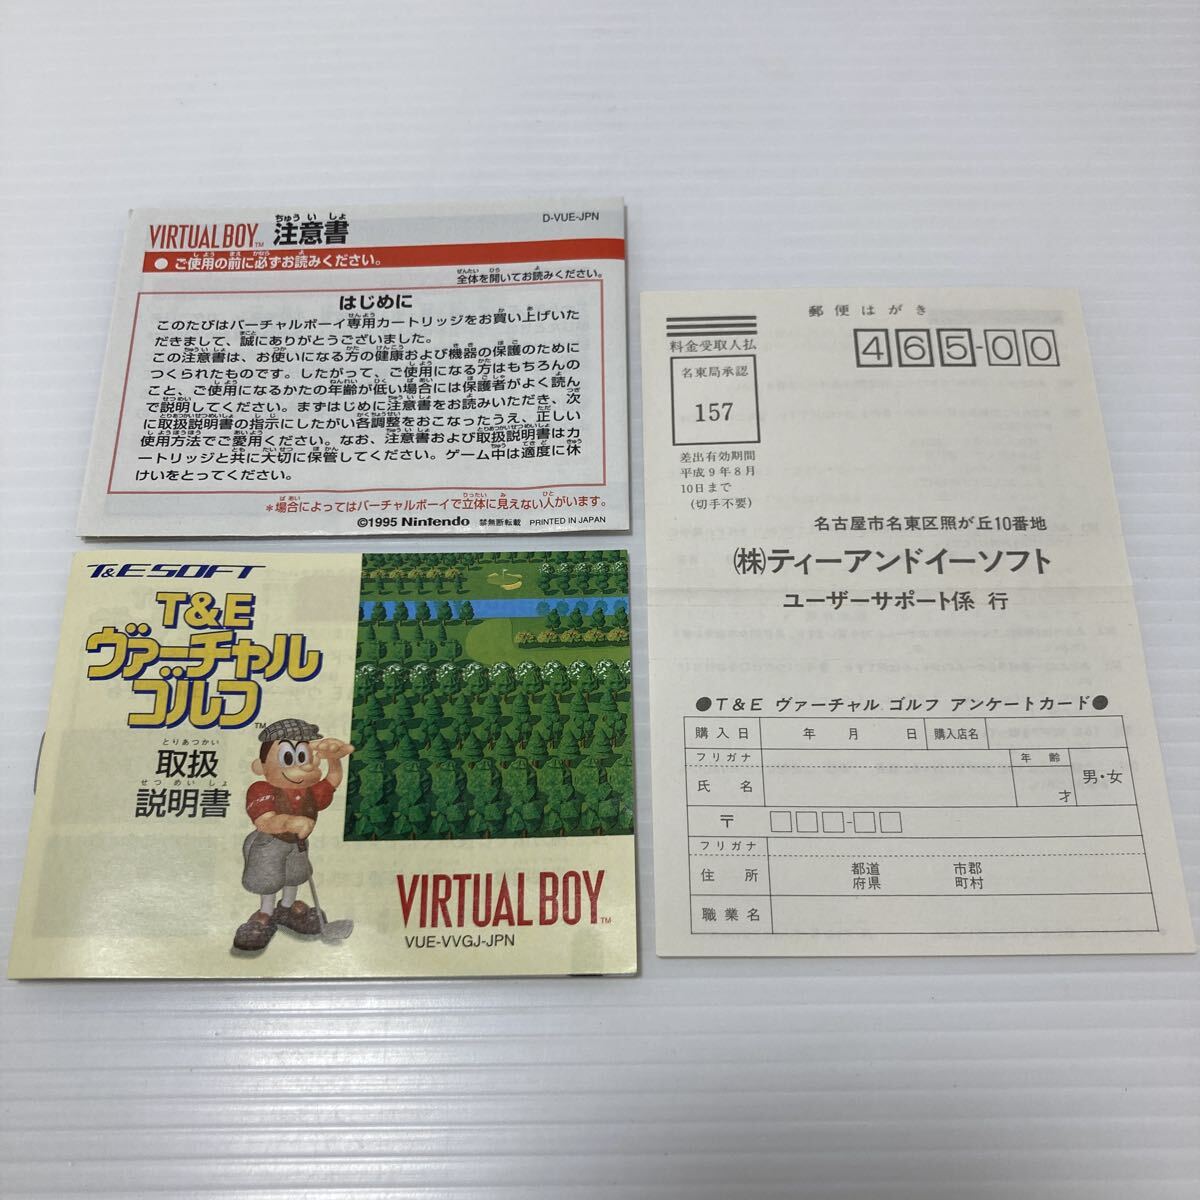 VIRTUAL BOY™ 注意書
ちゅういしょ
D-VUE-JPN
●ご使用の前に必ずお読みください。
全体を開いてお読みください。
はじめに
このたびはバーチャルボーイ専用カートリッジをお買い上げいた
だきまして、誠にありがとうございました。
この注意書は、お使いになる方の健康および機器の保護のために
つくられたものです。したがって、ご使用になる方はもちろんの
こと、ご使用になるかたの年齢が低い場合には保護者がよく読ん
で説明してください。まずはじめに注意書をお読みいただき、次
に取扱説明書の指示にしたがい各調整をおこなったうえ、正しい
使用方法でご愛用ください。なお、注意書および取扱説明書はカ
ートリッジと共に大切に保管してください。ゲーム中は適度に休
けいをとってください。
*場合によってはバーチャルボーイで立体に見えない人がいます。
©1995 Nintendo 禁無断転載 PRINTED IN JAPAN
T&E SOFT
T&E
ヴァーチャル
ゴルフ™
とりあつかい
取扱
せつめいしょ
説明書
VIRTUAL BOY™
VUE-VVGJ-JPN
郵便はがき
465-00
料金受取人払
名東局承認
157
差出有効期間
平成9年8月
10日まで
(切手不要)
名古屋市名東区照が丘10番地
(株)ティーアンドイーソフト
ユーザーサポート係 行
●T&E ヴァーチャル ゴルフ アンケートカード●
購入日 年 月 日 購入店名
フリガナ 年齢
氏名 才 男・女
〒 □□□-□□
フリガナ
住所 都道 市郡
府県 町村
職業名